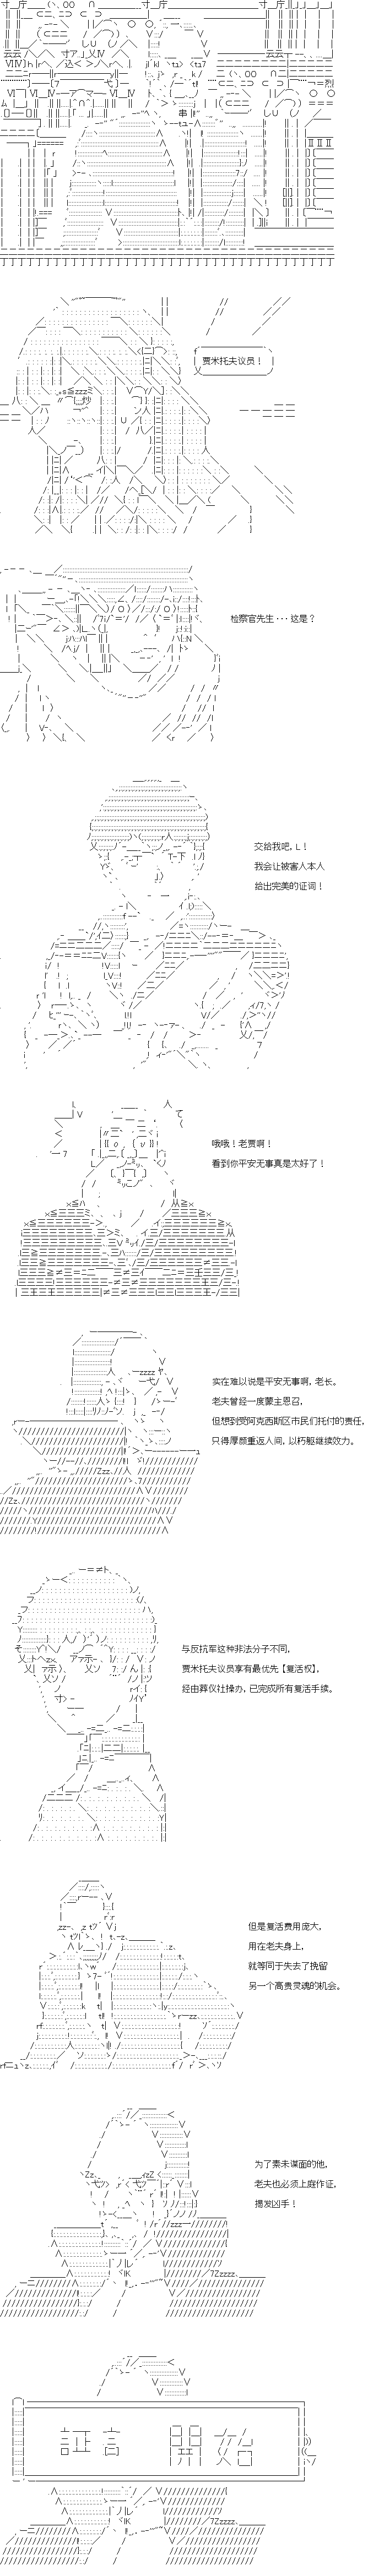 贾米托夫议员！
检察官先生・・・这是？
交给我吧，L！
我会让被害人本人
给出完美的证词！
哦哦！老贾啊！
看到你平安无事真是太好了！
实在难以说是平安无事啊，老长。
老夫曾经一度蒙主恩召，
但想到受阿克西斯区市民们托付的责任，
只得厚颜重返人间，以朽躯继续效力。
与反抗军这种非法分子不同，
贾米托夫议员享有最优先【复活权】，
经由葬仪社操办，已完成所有复活手续。
但是复活费用庞大，
用在老夫身上，
就等同于失去了挽留
另一个高贵灵魂的机会。
为了素未谋面的他，
老夫也必须上庭作证，
揭发凶手！